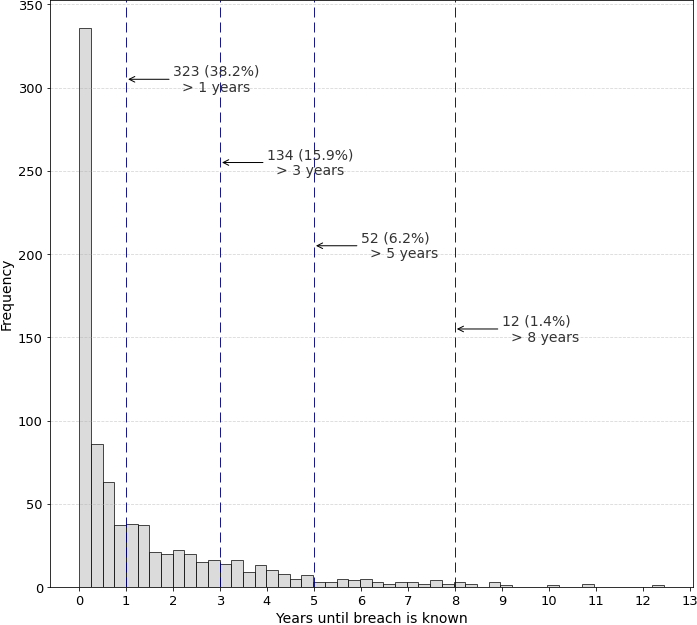 350
300
250
200
150
100
50
0
Frequency
323 (38.2%)
> 1 years
134 (15.9%)
> 3 years
52 (6.2%)
> 5 years
12 (1.4%)
> 8 years
0 1 2 3 4 5 6 7 8 9 10 11 12 13
Years until breach is known